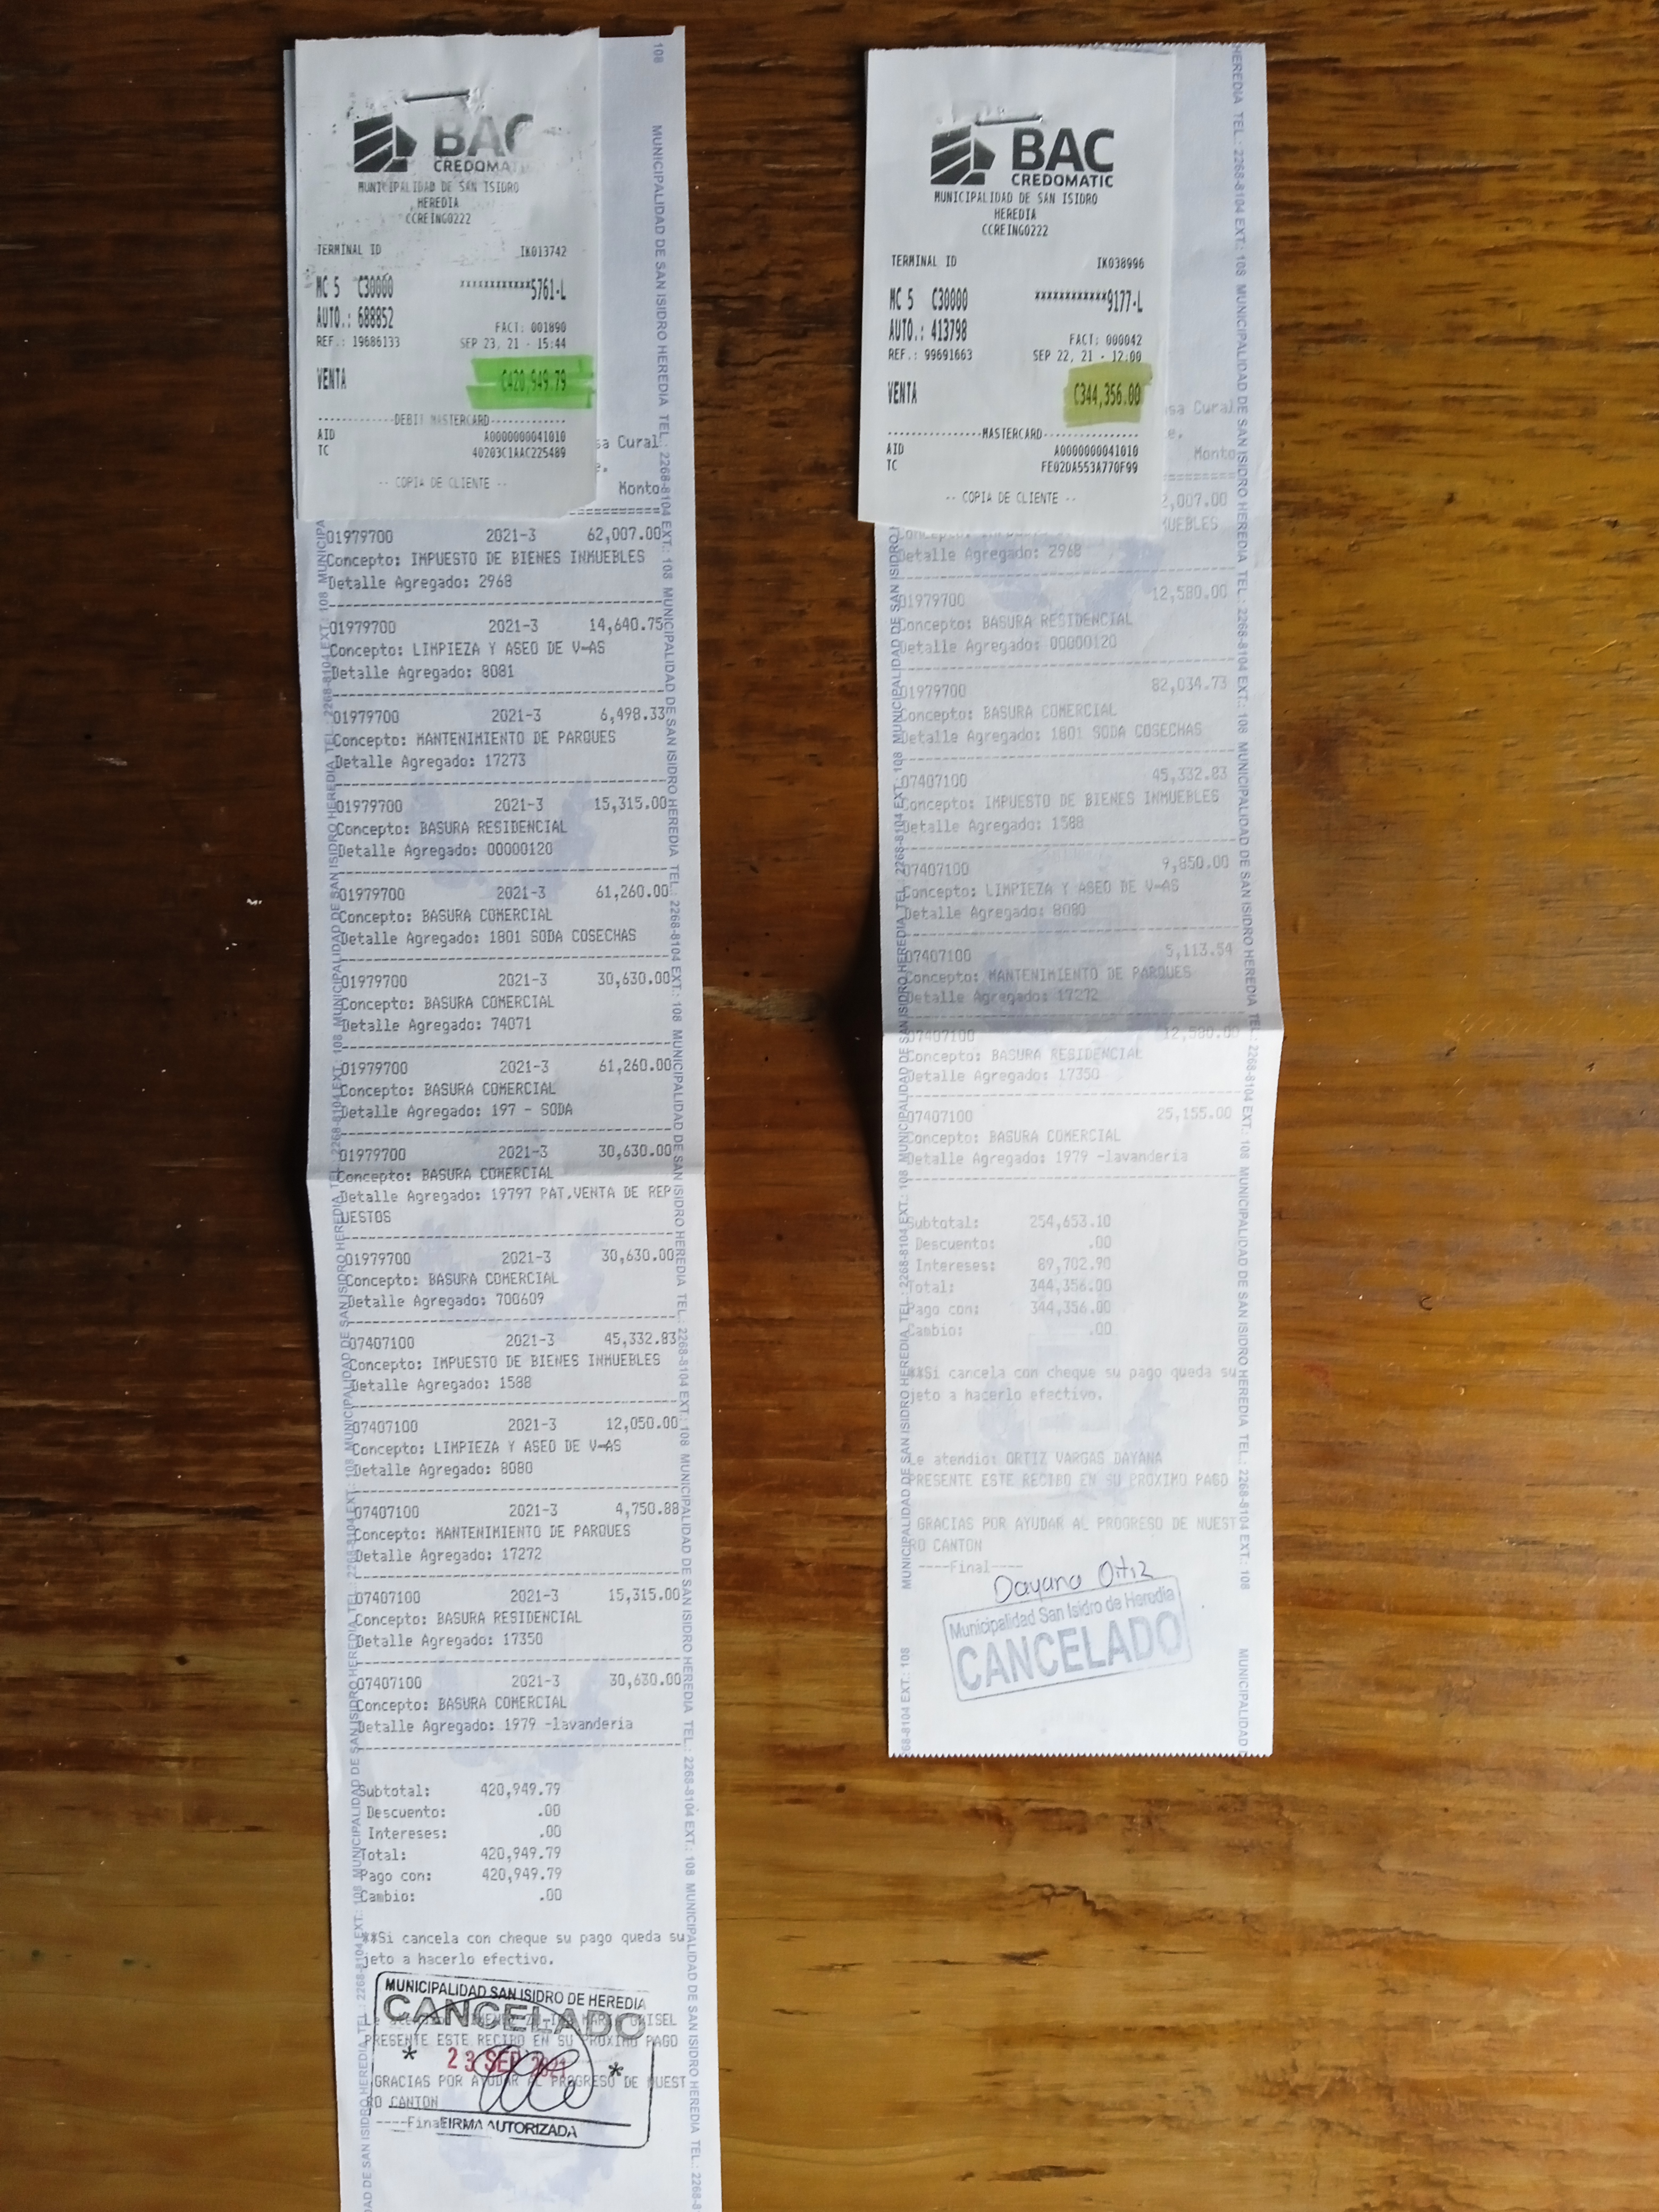 BAC
CREDOMATIC
MUNICIPALIDAD DE SAN ISIDRO
HEREDIA
CCREING0222
TERMINAL ID IK013742
MC 5 C30000 ************5761-L
AUTO.: 688852 FACT: 001890
REF.: 19686133 SEP 23, 21 - 15:44
VENTA C420,949.79
DEBIT MASTERCARD
AID A0000000041010
TC 40203C1AAC225489
-- COPIA DE CLIENTE --
sa Cural
e.
Monto
01979700 2021-3 62,007.00
Concepto: IMPUESTO DE BIENES INMUEBLES
Detalle Agregado: 2968
01979700 2021-3 14,640.75
Concepto: LIMPIEZA Y ASEO DE V-AS
Detalle Agregado: 8081
01979700 2021-3 6,498.33
Concepto: MANTENIMIENTO DE PARQUES
Detalle Agregado: 17273
01979700 2021-3 15,315.00
Concepto: BASURA RESIDENCIAL
Detalle Agregado: 00000120
01979700 2021-3 61,260.00
Concepto: BASURA COMERCIAL
Detalle Agregado: 1801 SODA COSECHAS
01979700 2021-3 30,630.00
Concepto: BASURA COMERCIAL
Detalle Agregado: 74071
01979700 2021-3 61,260.00
Concepto: BASURA COMERCIAL
Detalle Agregado: 197 - SODA
01979700 2021-3 30,630.00
Concepto: BASURA COMERCIAL
Detalle Agregado: 19797 PAT.VENTA DE REP
UESTOS
01979700 2021-3 30,630.00
Concepto: BASURA COMERCIAL
Detalle Agregado: 700609
07407100 2021-3 45,332.83
Concepto: IMPUESTO DE BIENES INMUEBLES
Detalle Agregado: 1588
07407100 2021-3 12,050.00
Concepto: LIMPIEZA Y ASEO DE V-AS
Detalle Agregado: 8080
07407100 2021-3 4,750.88
Concepto: MANTENIMIENTO DE PARQUES
Detalle Agregado: 17272
07407100 2021-3 15,315.00
Concepto: BASURA RESIDENCIAL
Detalle Agregado: 17350
07407100 2021-3 30,630.00
Concepto: BASURA COMERCIAL
Detalle Agregado: 1979 -lavanderia
Subtotal: 420,949.79
Descuento: .00
Intereses: .00
Total: 420,949.79
Pago con: 420,949.79
Cambio: .00
**Si cancela con cheque su pago queda su
jeto a hacerlo efectivo.
MUNICIPALIDAD SAN ISIDRO DE HEREDIA
CANCELADO
PRESENTE ESTE RECIBO EN SU PROXIMO PAGO
* 23 SEP 2021 *
GRACIAS POR AYUDAR AL PROGRESO DE NUEST
RO CANTON
----Final
FIRMA AUTORIZADA
MUNICIPALIDAD DE SAN ISIDRO HEREDIA TEL.: 2268-8104 EXT.: 108
BAC
CREDOMATIC
MUNICIPALIDAD DE SAN ISIDRO
HEREDIA
CCREING0222
TERMINAL ID IK038996
MC 5 C30000 ************9177-L
AUTO.: 413798 FACT: 000042
REF.: 99691663 SEP 22, 21 - 12:00
VENTA C344,356.00
MASTERCARD
AID A0000000041010
TC FE02DA553A770F99
-- COPIA DE CLIENTE --
sa Cural
e.
Monto
2,007.00
MUEBLES
Detalle Agregado: 2968
01979700 12,580.00
Concepto: BASURA RESIDENCIAL
Detalle Agregado: 00000120
01979700 82,034.73
Concepto: BASURA COMERCIAL
Detalle Agregado: 1801 SODA COSECHAS
07407100 45,332.83
Concepto: IMPUESTO DE BIENES INMUEBLES
Detalle Agregado: 1588
07407100 9,850.00
Concepto: LIMPIEZA Y ASEO DE V-AS
Detalle Agregado: 8080
07407100 5,113.54
Concepto: MANTENIMIENTO DE PARQUES
Detalle Agregado: 17272
07407100 12,580.00
Concepto: BASURA RESIDENCIAL
Detalle Agregado: 17350
07407100 25,155.00
Concepto: BASURA COMERCIAL
Detalle Agregado: 1979 -lavanderia
Subtotal: 254,653.10
Descuento: .00
Intereses: 89,702.90
Total: 344,356.00
Pago con: 344,356.00
Cambio: .00
**Si cancela con cheque su pago queda su
jeto a hacerlo efectivo.
Le atendio: ORTIZ VARGAS DAYANA
PRESENTE ESTE RECIBO EN SU PROXIMO PAGO
GRACIAS POR AYUDAR AL PROGRESO DE NUEST
RO CANTON
----Final----
Dayana Ortiz
Municipalidad San Isidro de Heredia
CANCELADO
MUNICIPALIDAD DE SAN ISIDRO HEREDIA TEL.: 2268-8104 EXT.: 108